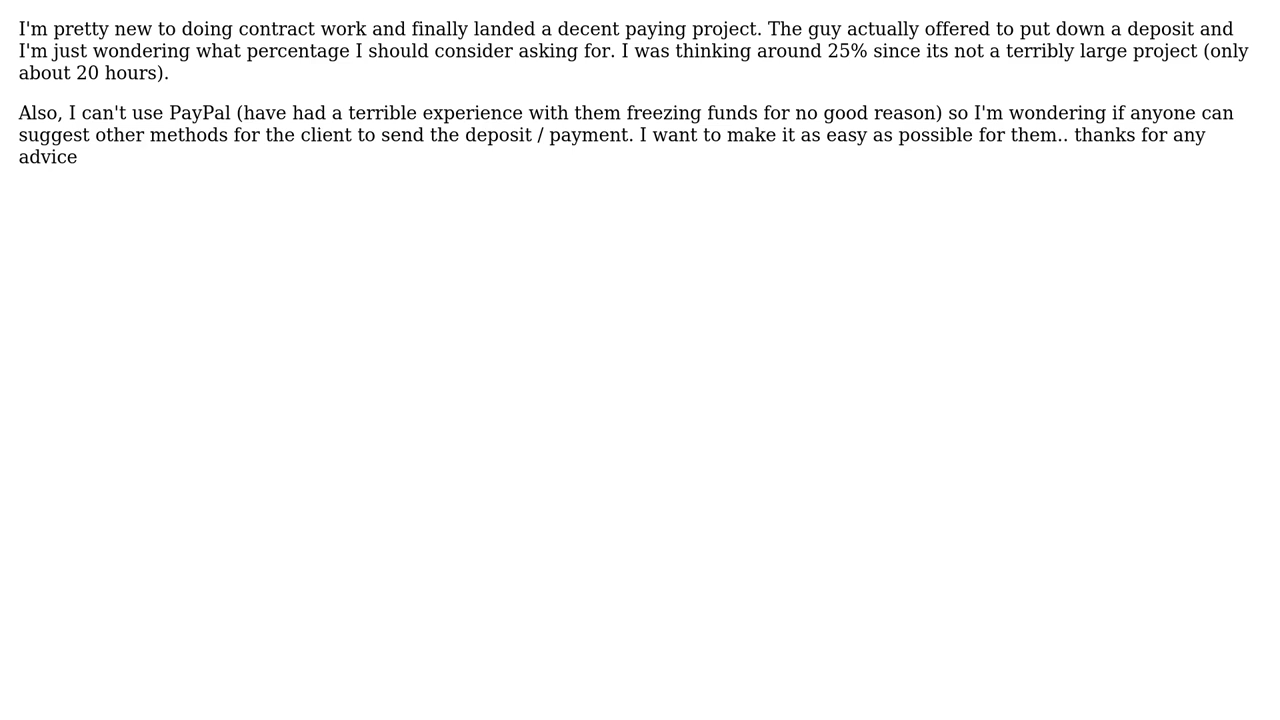 I'm pretty new to doing contract work and finally landed a decent paying project. The guy actually offered to put down a deposit and
I'm just wondering what percentage I should consider asking for. I was thinking around 25% since its not a terribly large project (only
about 20 hours).
Also, I can't use PayPal (have had a terrible experience with them freezing funds for no good reason) so I'm wondering if anyone can
suggest other methods for the client to send the deposit / payment. I want to make it as easy as possible for them.. thanks for any
advice